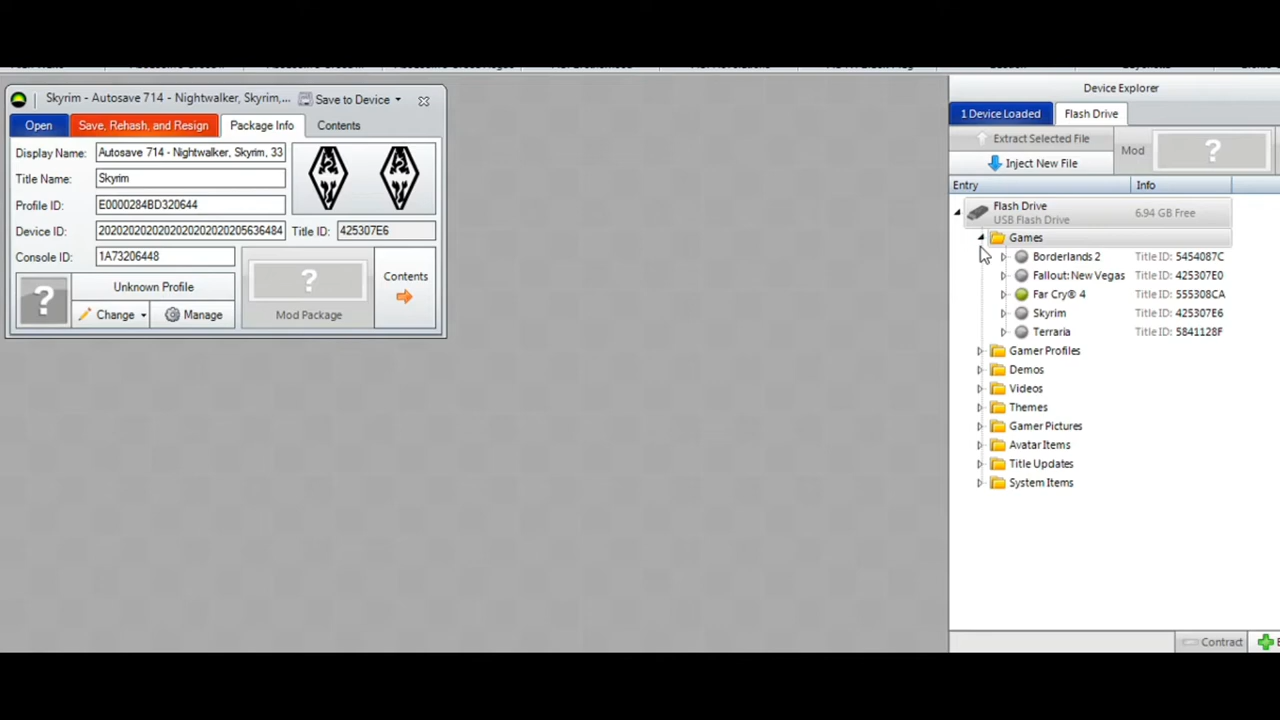 Skyrim - Autosave 714 - Nightwalker, Skyrim,... Save to Device
Open Save, Rehash, and Resign Package Info Contents
Display Name: Autosave 714 - Nightwalker, Skyrim, 33
Title Name: Skyrim
Profile ID: E0000284BD320644
Device ID: 2020202020202020202020205636484 Title ID: 425307E6
Console ID: 1A73206448
Contents
?
?
Unknown Profile
Change Manage
Mod Package
Device Explorer
1 Device Loaded Flash Drive
Extract Selected File
Mod ?
Inject New File
Entry Info
Flash Drive
USB Flash Drive
6.94 GB Free
Games
Borderlands 2 Title ID: 5454087C
Fallout: New Vegas Title ID: 425307E0
Far Cry® 4 Title ID: 555308CA
Skyrim Title ID: 425307E6
Terraria Title ID: 5841128F
Gamer Profiles
Demos
Videos
Themes
Gamer Pictures
Avatar Items
Title Updates
System Items
Contract